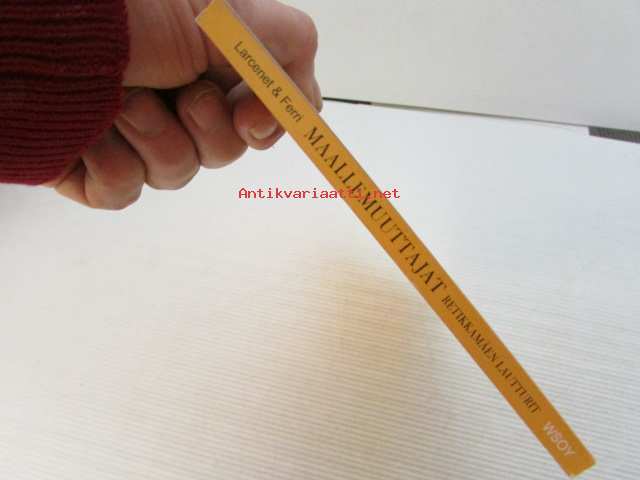 Larcenet & Ferri MAALLEMUUTTAJAT RETIKKAMÄEN LAUTTURIT WSOY
Antikvariaatti.net